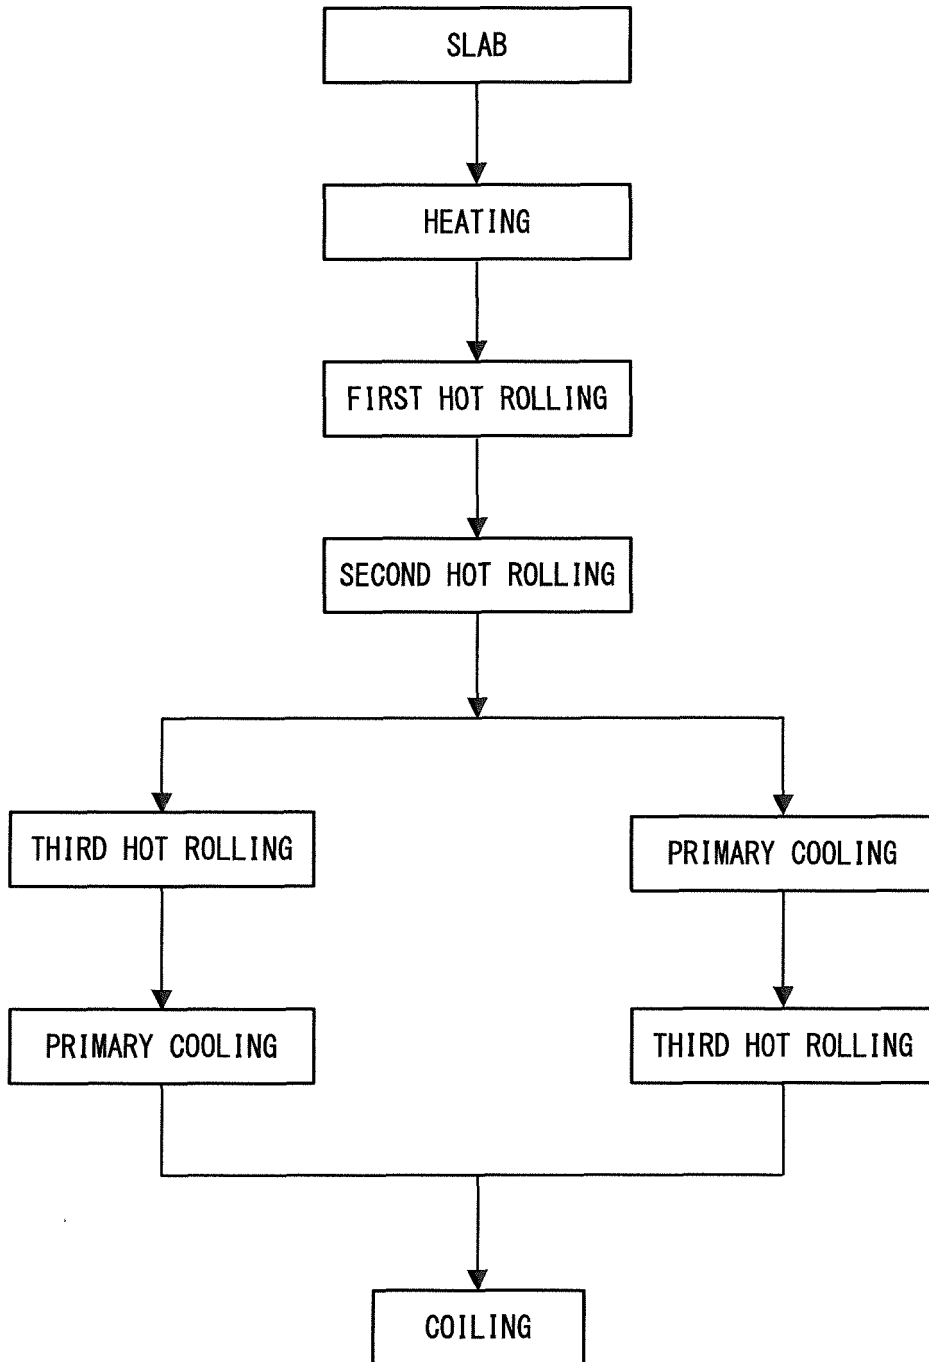 SLAB
HEATING
FIRST HOT ROLLING
SECOND HOT ROLLING
THIRD HOT ROLLING
PRIMARY COOLING
PRIMARY COOLING
THIRD HOT ROLLING
COILING